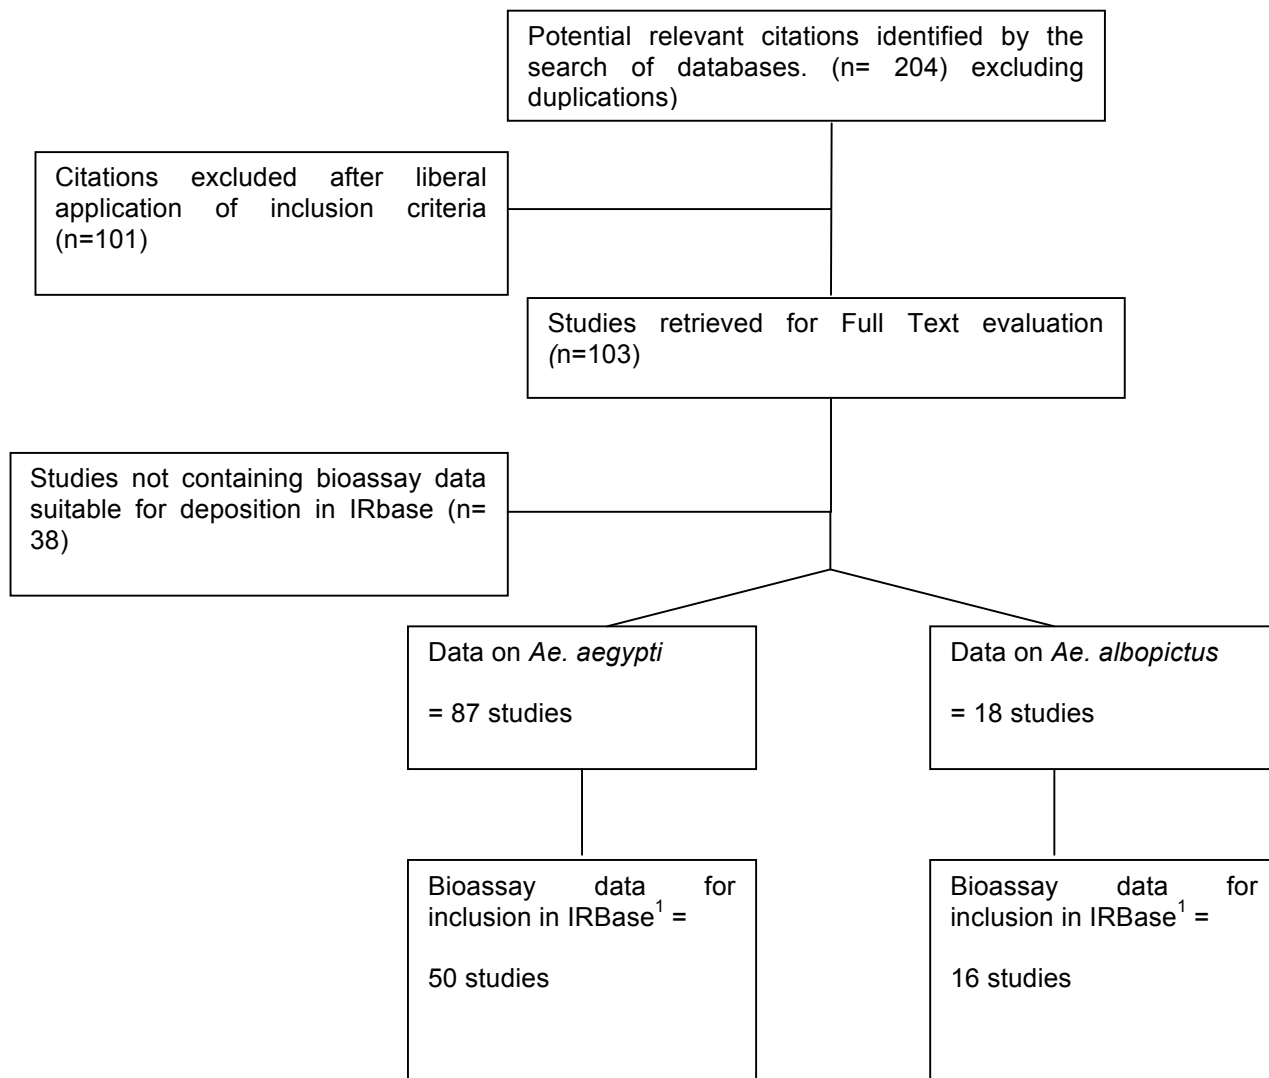 Potential relevant citations identified by the
search of databases. (n= 204) excluding
duplications)
Citations excluded after liberal
application of inclusion criteria
(n=101)
Studies retrieved for Full Text evaluation
(n=103)
Studies not containing bioassay data
suitable for deposition in IRbase (n=
38)
Data on Ae. aegypti
= 87 studies
Data on Ae. albopictus
= 18 studies
Bioassay data for
inclusion in IRBase¹ =
50 studies
Bioassay data for
inclusion in IRBase¹ =
16 studies